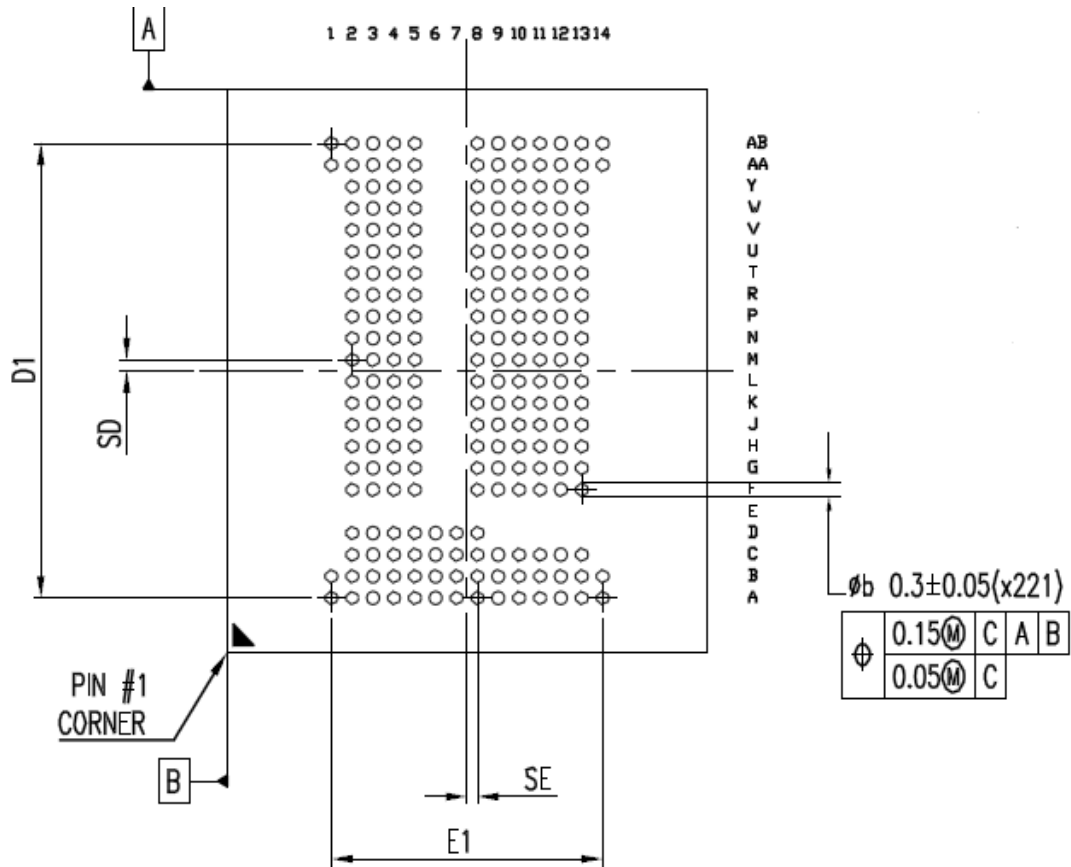 A
1 2 3 4 5 6 7 8 9 10 11 12 13 14
AB
AA
Y
W
V
U
T
R
P
N
M
L
K
J
H
G
F
E
D
C
B
A
D1
SD
Øb 0.3±0.05(x221)
⌖ 0.15Ⓜ C A B
0.05Ⓜ C
PIN #1
CORNER
B
SE
E1